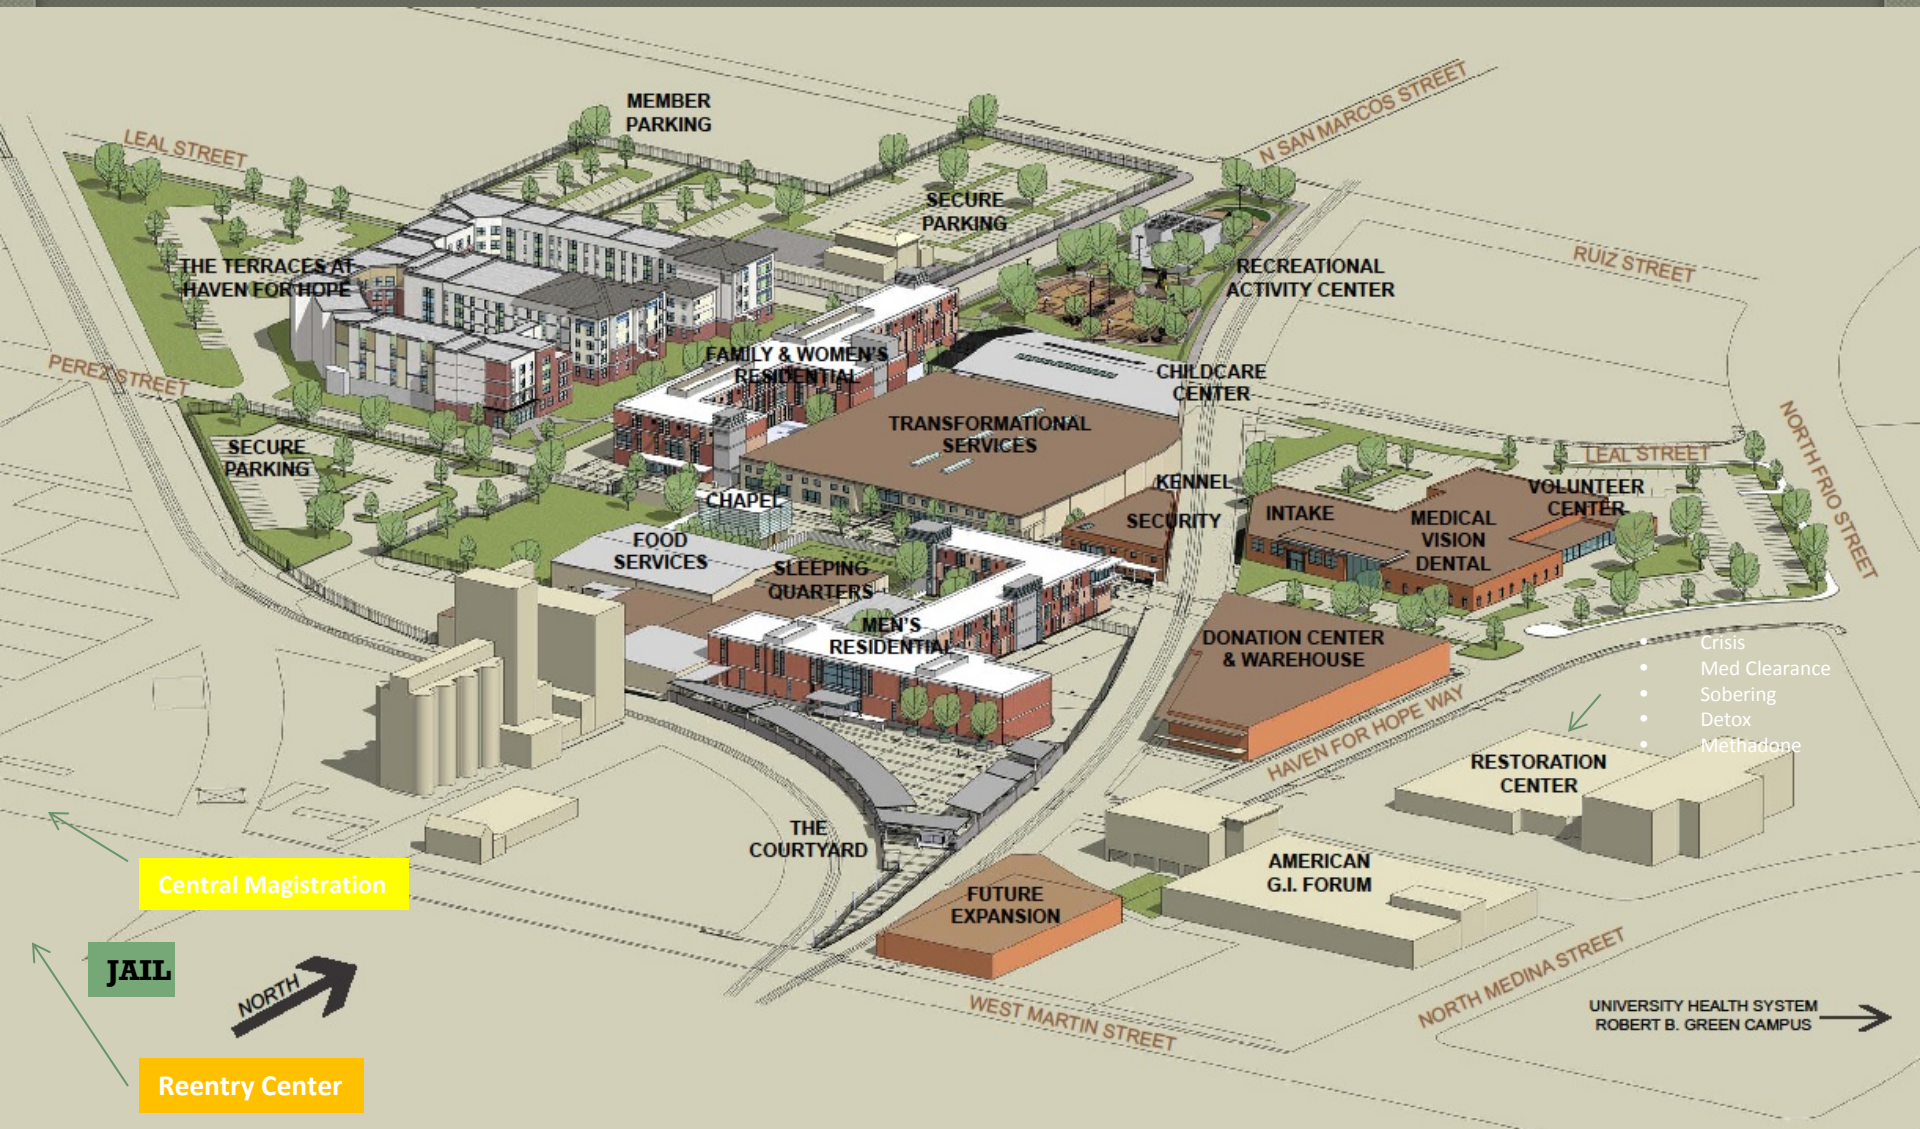 MEMBER
PARKING
N SAN MARCOS STREET
LEAL STREET
SECURE
PARKING
THE TERRACES AT
HAVEN FOR HOPE
RECREATIONAL
ACTIVITY CENTER
RUIZ STREET
PEREZ STREET
FAMILY & WOMEN'S
RESIDENTIAL
CHILDCARE
CENTER
TRANSFORMATIONAL
SERVICES
SECURE
PARKING
LEAL STREET
NORTH FRIO STREET
KENNEL
CHAPEL
SECURITY
INTAKE
VOLUNTEER
CENTER
MEDICAL
VISION
DENTAL
FOOD
SERVICES
SLEEPING
QUARTERS
MEN'S
RESIDENTIAL
DONATION CENTER
& WAREHOUSE
• Crisis
• Med Clearance
• Sobering
• Detox
• Methadone
HAVEN FOR HOPE WAY
RESTORATION
CENTER
THE
COURTYARD
AMERICAN
G.I. FORUM
FUTURE
EXPANSION
Central Magistration
JAIL
NORTH
Reentry Center
WEST MARTIN STREET
NORTH MEDINA STREET
UNIVERSITY HEALTH SYSTEM
ROBERT B. GREEN CAMPUS